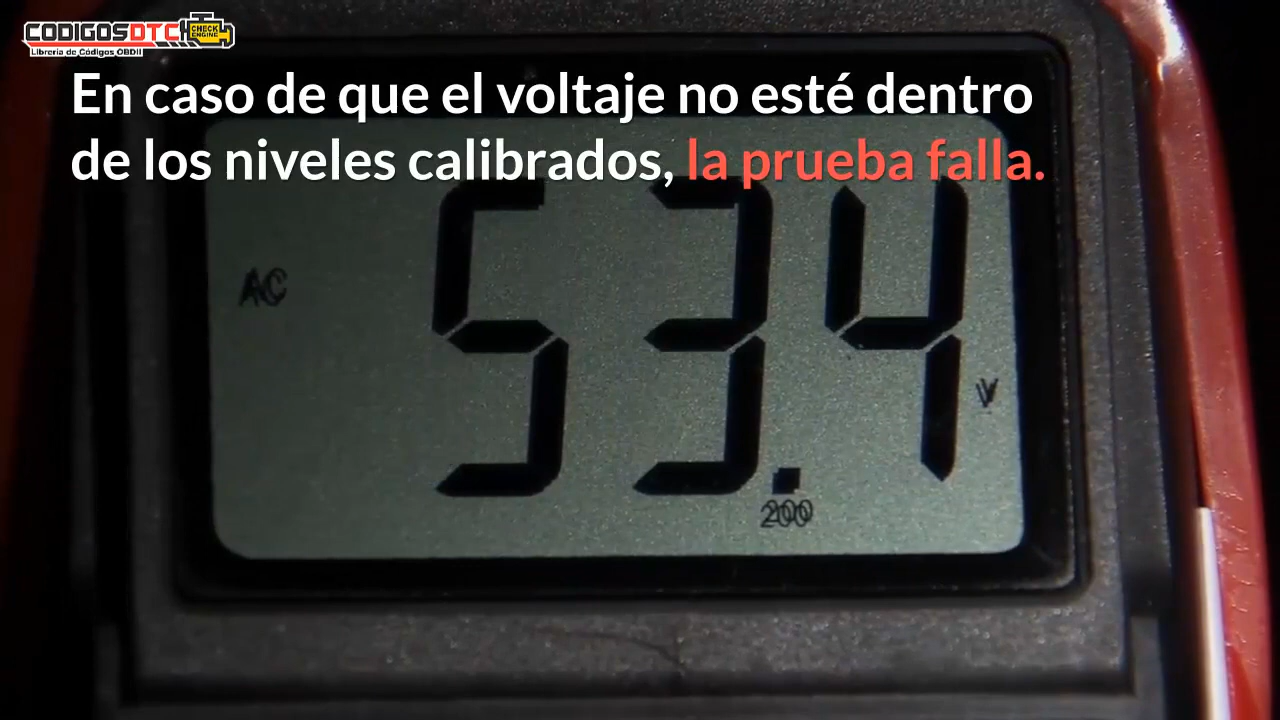 CODIGOSDTC
CHECK
ENGINE
Librería de Códigos OBDII
En caso de que el voltaje no esté dentro
de los niveles calibrados, la prueba falla.
AC
53.4
V
200